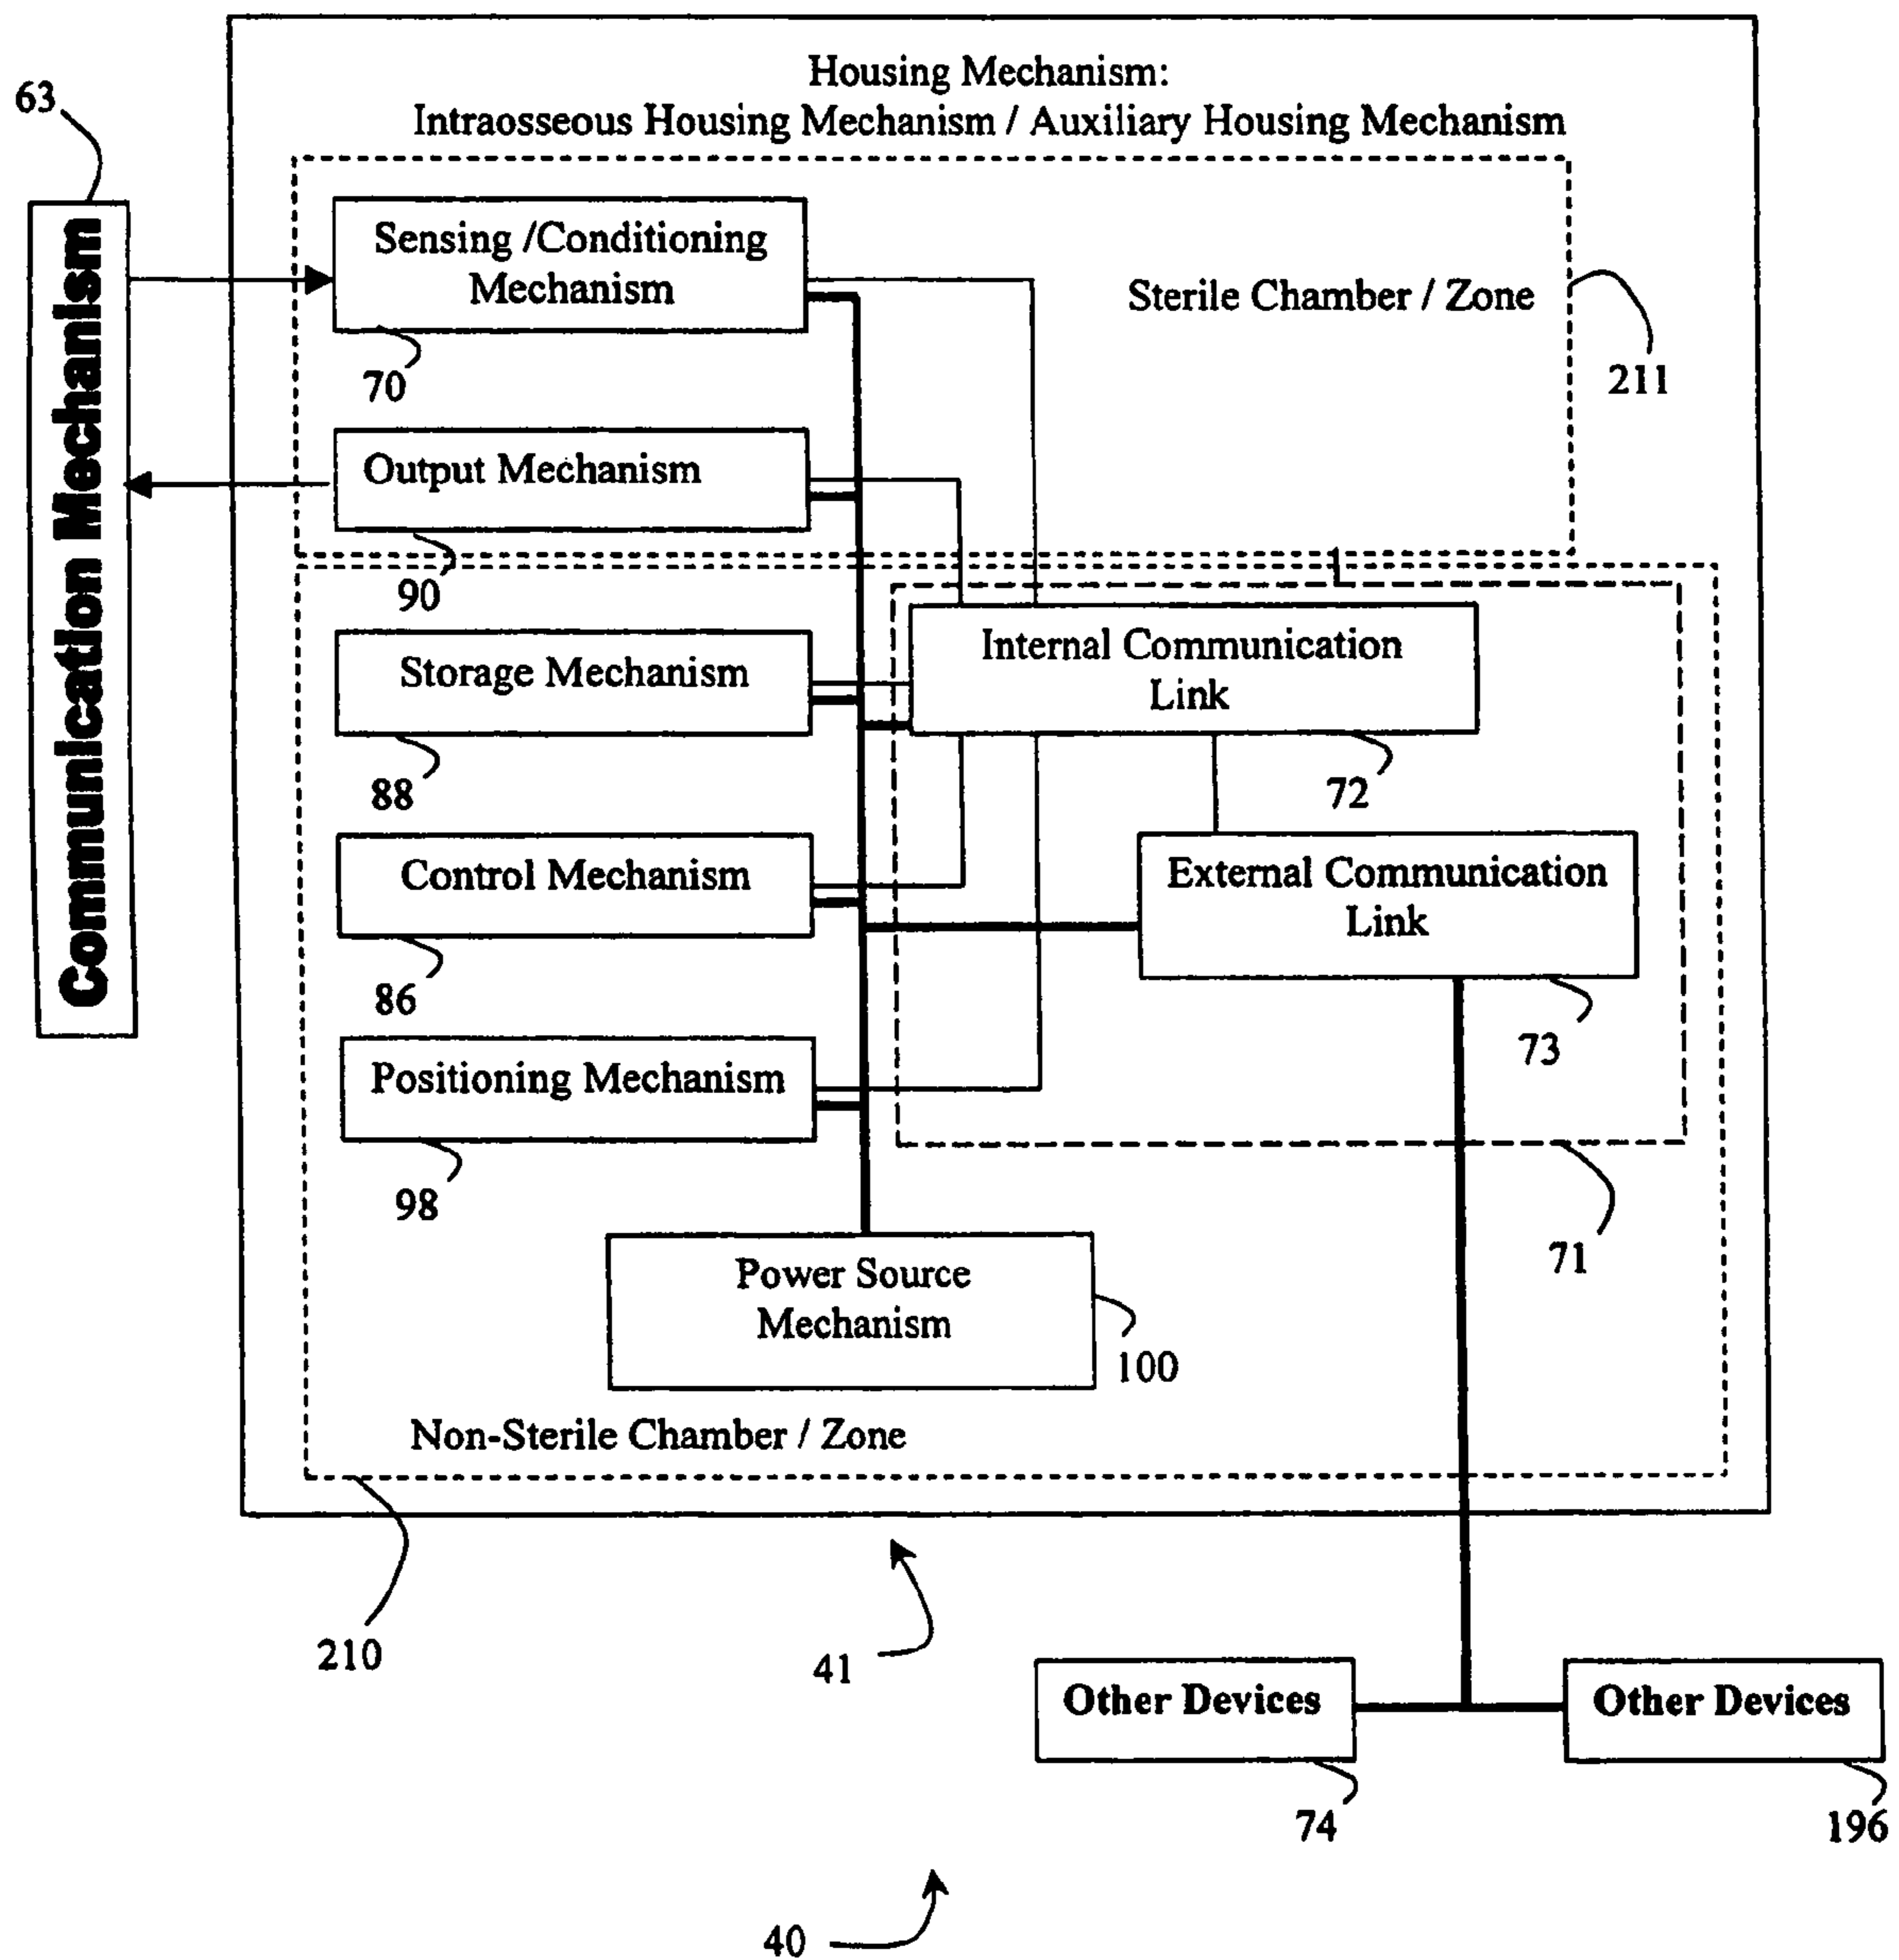 Housing Mechanism:
Intraosseous Housing Mechanism / Auxiliary Housing Mechanism
63
Communication Mechanism
Sensing /Conditioning
Mechanism
70
Sterile Chamber / Zone
211
Output Mechanism
90
Storage Mechanism
88
Internal Communication
Link
72
Control Mechanism
86
External Communication
Link
73
Positioning Mechanism
98
71
Power Source
Mechanism
100
Non-Sterile Chamber / Zone
210
41
Other Devices
74
Other Devices
196
40